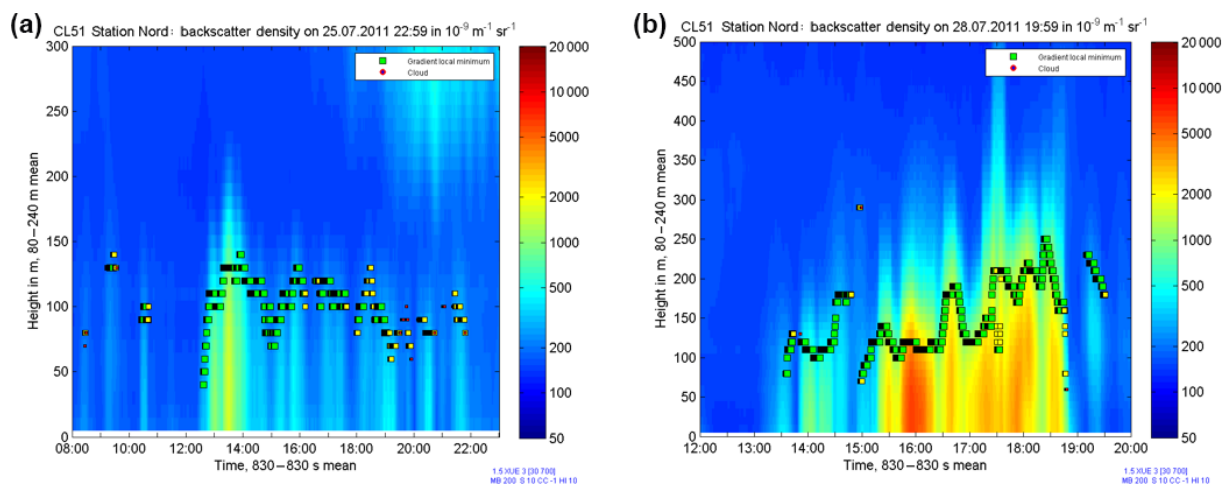 (a)
CL51 Station Nord: backscatter density on 25.07.2011 22:59 in 10⁻⁹ m⁻¹ sr⁻¹
300
250
200
150
100
50
0
Height in m, 80–240 m mean
Gradient local minimum
Cloud
08:00 10:00 12:00 14:00 16:00 18:00 20:00 22:00
Time, 830–830 s mean
20 000
10 000
5000
2000
1000
500
200
100
50
1.5 XUE 3 [30 700]
MB 200 S 10 CC -1 HI 10
(b)
CL51 Station Nord: backscatter density on 28.07.2011 19:59 in 10⁻⁹ m⁻¹ sr⁻¹
500
450
400
350
300
250
200
150
100
50
0
Height in m, 80–240 m mean
Gradient local minimum
Cloud
12:00 13:00 14:00 15:00 16:00 17:00 18:00 19:00 20:00
Time, 830–830 s mean
20 000
10 000
5000
2000
1000
500
200
100
50
1.5 XUE 3 [30 700]
MB 200 S 10 CC -1 HI 10